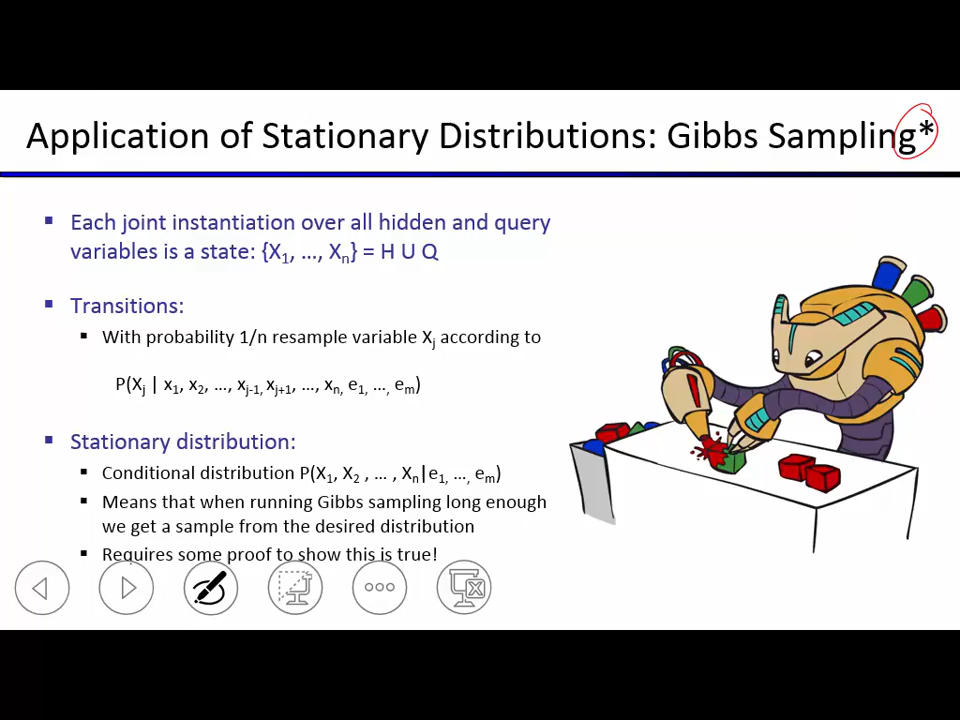 Application of Stationary Distributions: Gibbs Sampling*
▪ Each joint instantiation over all hidden and query
variables is a state: {X₁, …, Xₙ} = H U Q
▪ Transitions:
▪ With probability 1/n resample variable Xⱼ according to
P(Xⱼ | x₁, x₂, …, xⱼ₋₁, xⱼ₊₁, …, xₙ, e₁, …, eₘ)
▪ Stationary distribution:
▪ Conditional distribution P(X₁, X₂ , … , Xₙ|e₁, …, eₘ)
▪ Means that when running Gibbs sampling long enough
we get a sample from the desired distribution
▪ Requires some proof to show this is true!